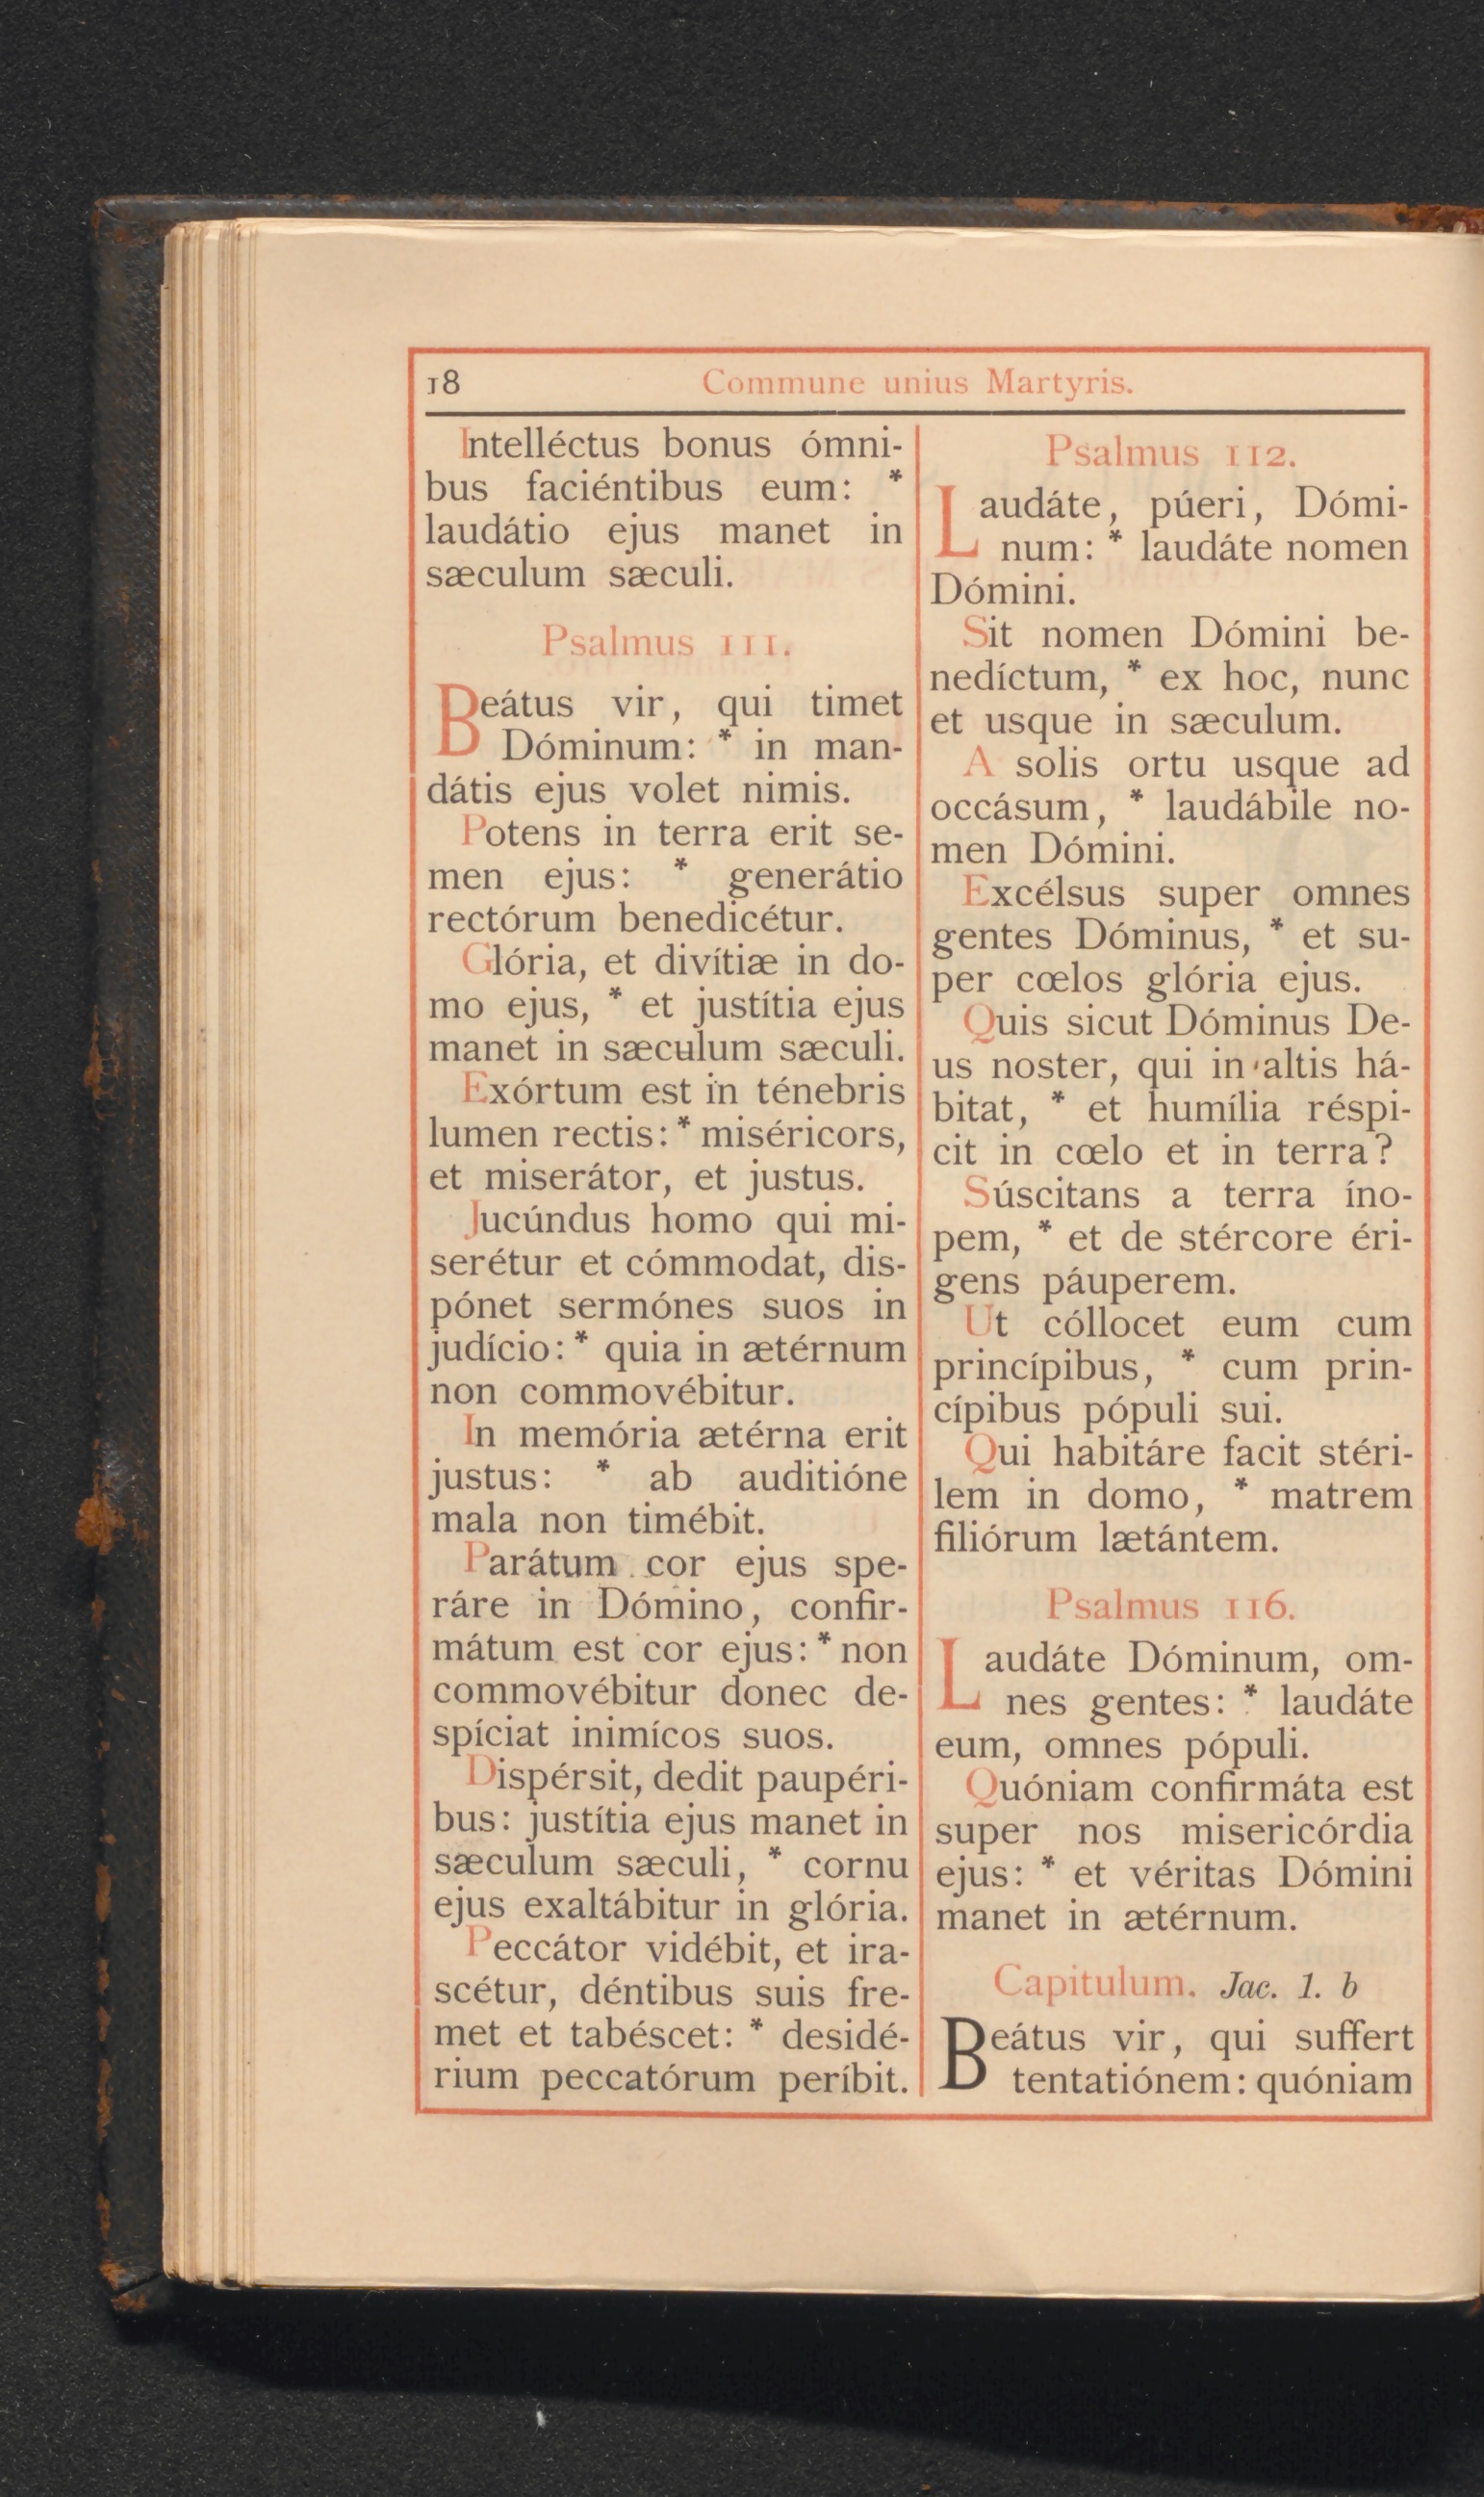 18 Commune unius Martyris.
Intelléctus bonus ómni-
bus faciéntibus eum: *
laudátio ejus manet in
sæculum sæculi.
Psalmus 111.
Beátus vir, qui timet
Dóminum: * in man-
dátis ejus volet nimis.
Potens in terra erit se-
men ejus: * generátio
rectórum benedicétur.
Glória, et divítiæ in do-
mo ejus, * et justítia ejus
manet in sæculum sæculi.
Exórtum est in ténebris
lumen rectis: * miséricors,
et miserátor, et justus.
Jucúndus homo qui mi-
serétur et cómmodat, dis-
pónet sermónes suos in
judício: * quia in ætérnum
non commovébitur.
In memória ætérna erit
justus: * ab auditióne
mala non timébit.
Parátum cor ejus spe-
ráre in Dómino, confir-
mátum est cor ejus: * non
commovébitur donec de-
spíciat inimícos suos.
Dispérsit, dedit paupéri-
bus: justítia ejus manet in
sæculum sæculi, * cornu
ejus exaltábitur in glória.
Peccátor vidébit, et ira-
scétur, déntibus suis fre-
met et tabéscet: * desidé-
rium peccatórum períbit.
Psalmus 112.
Laudáte, púeri, Dómi-
num: * laudáte nomen
Dómini.
Sit nomen Dómini be-
nedíctum, * ex hoc, nunc
et usque in sæculum.
A solis ortu usque ad
occásum, * laudábile no-
men Dómini.
Excélsus super omnes
gentes Dóminus, * et su-
per cœlos glória ejus.
Quis sicut Dóminus De-
us noster, qui in altis há-
bitat, * et humília réspi-
cit in cœlo et in terra?
Súscitans a terra íno-
pem, * et de stércore éri-
gens páuperem.
Ut cóllocet eum cum
princípibus, * cum prin-
cípibus pópuli sui.
Qui habitáre facit stéri-
lem in domo, * matrem
filiórum lætántem.
Psalmus 116.
Laudáte Dóminum, om-
nes gentes: * laudáte
eum, omnes pópuli.
Quóniam confirmáta est
super nos misericórdia
ejus: * et véritas Dómini
manet in ætérnum.
Capitulum. Jac. 1. b
Beátus vir, qui suffert
tentatiónem: quóniam